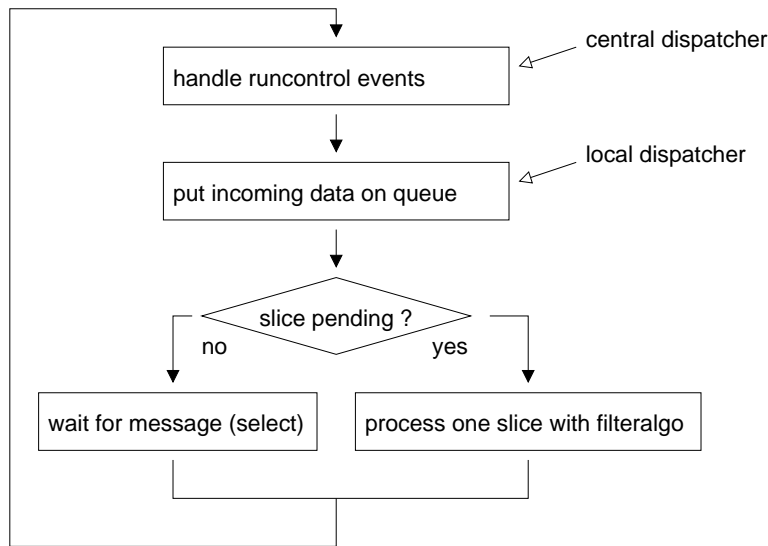 central dispatcher
handle runcontrol events
local dispatcher
put incoming data on queue
slice pending ?
no
yes
wait for message (select)
process one slice with filteralgo